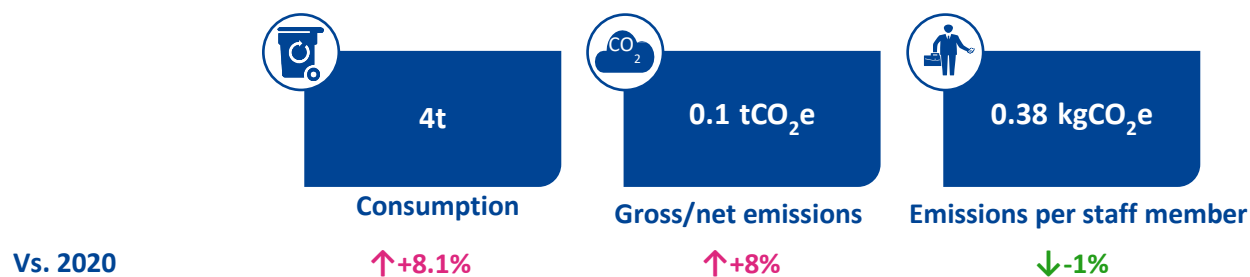 CO2
4t
0.1 tCO2e
0.38 kgCO2e
Consumption
Gross/net emissions
Emissions per staff member
Vs. 2020
↑+8.1%
↑+8%
↓-1%